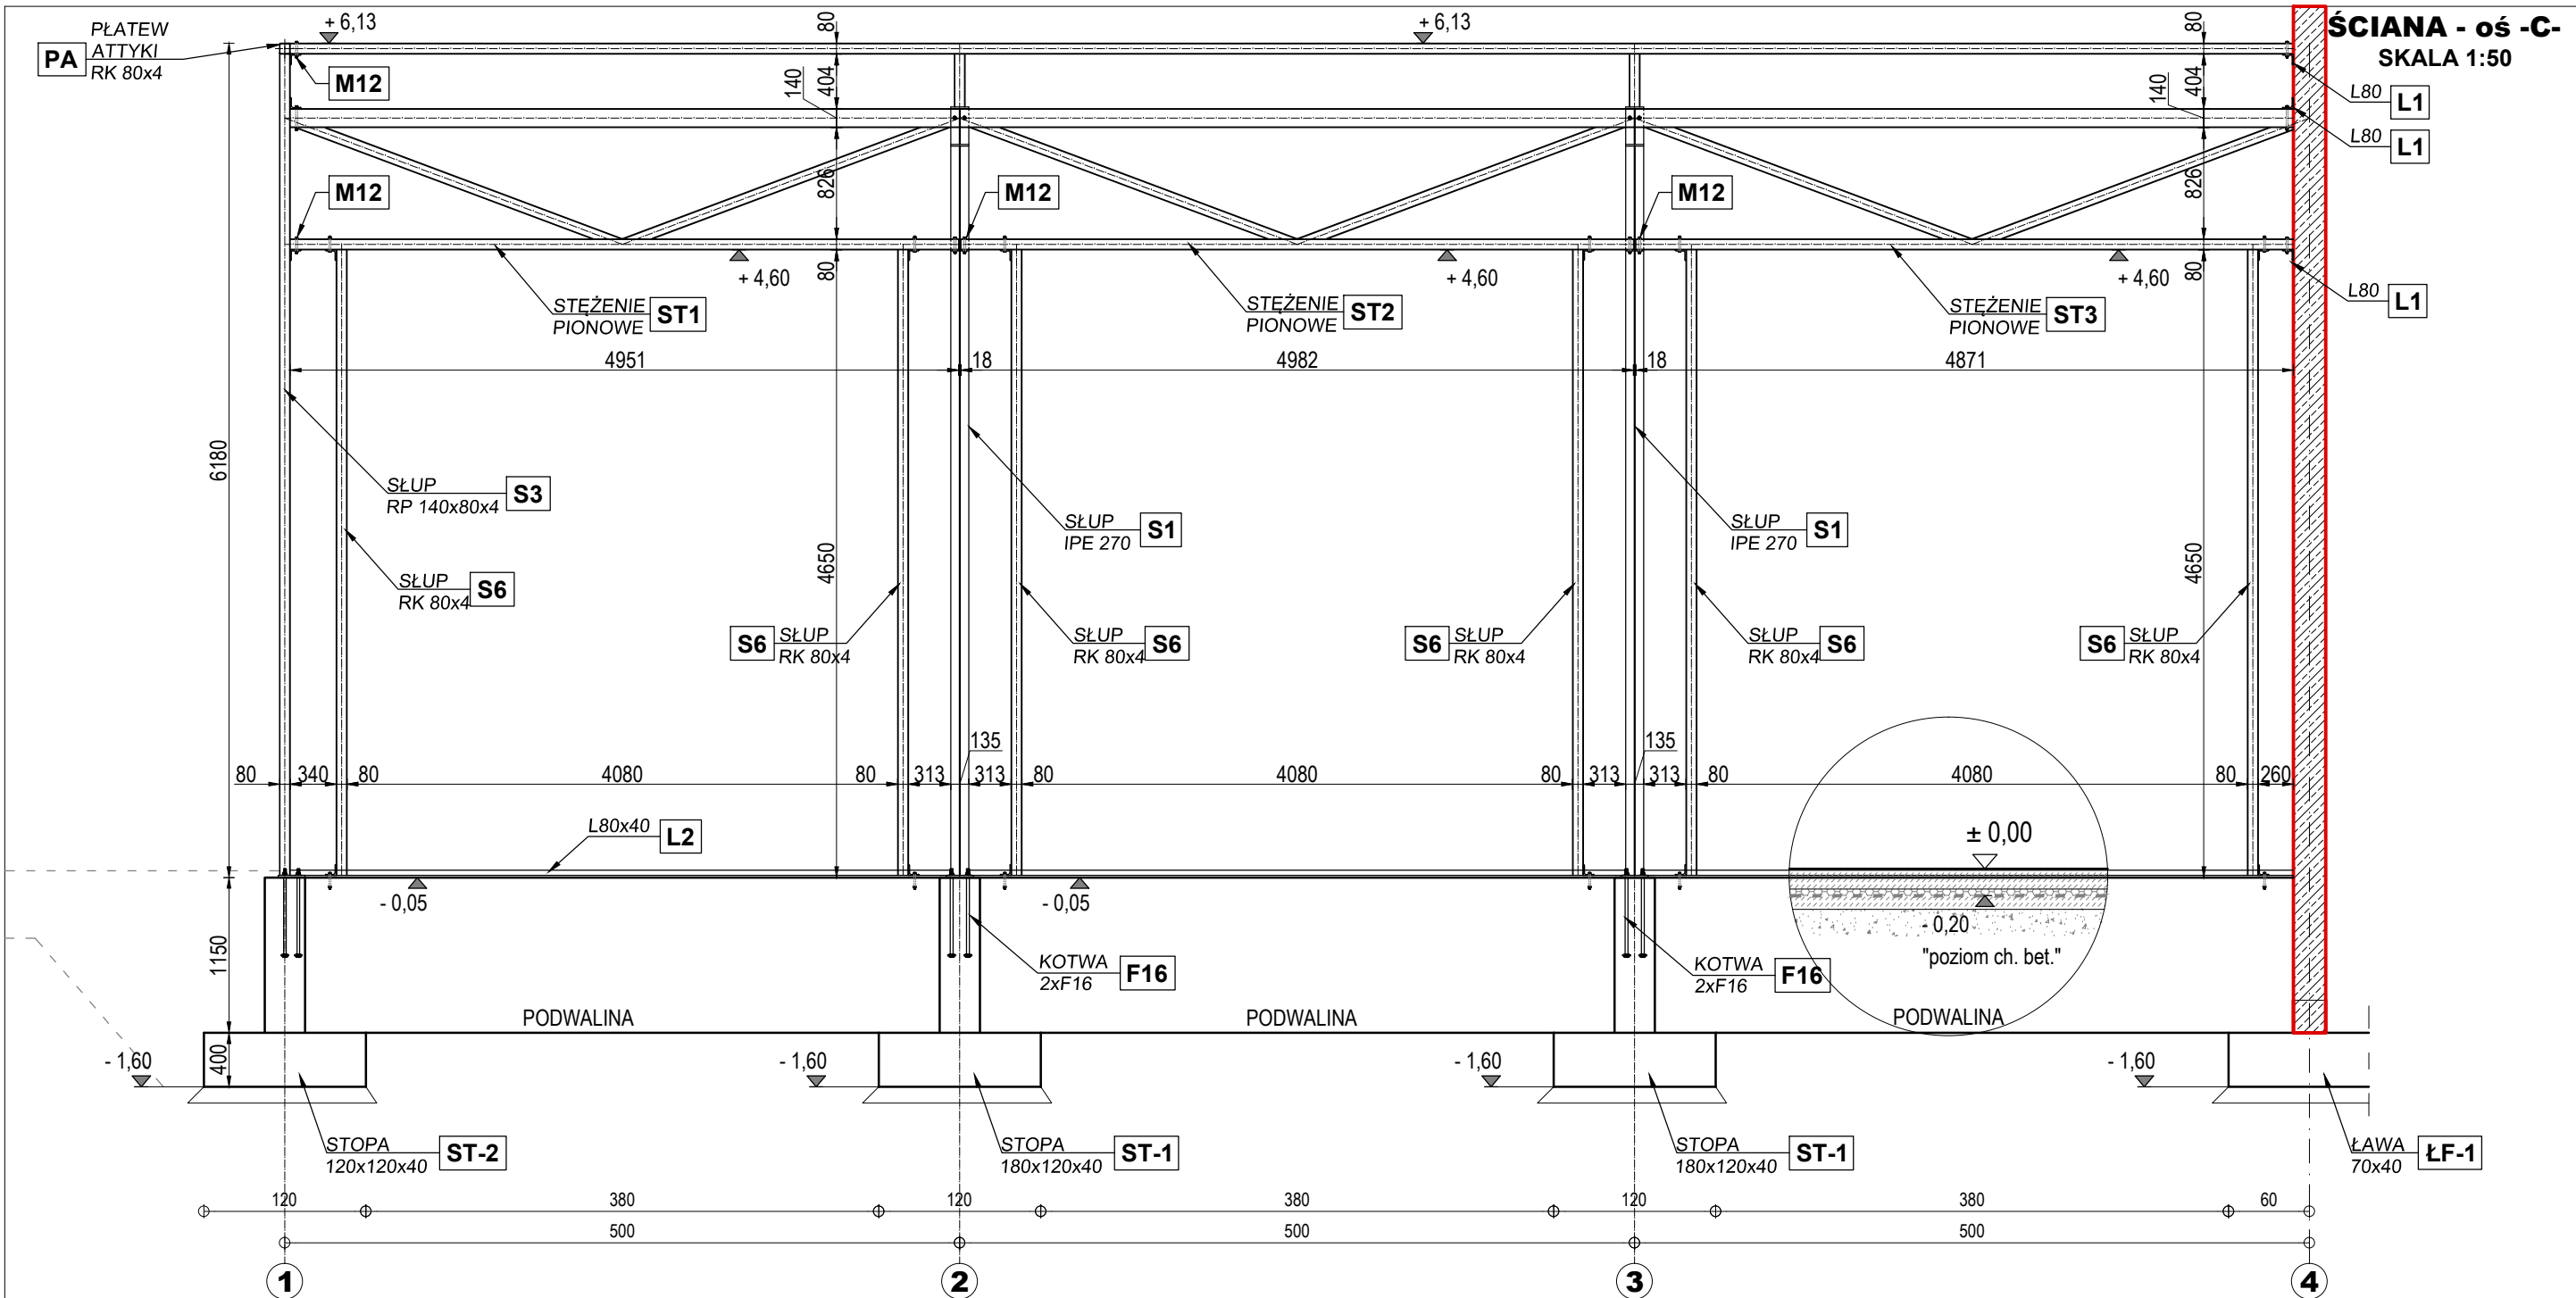 ŚCIANA - oś -C-
SKALA 1:50
PA
PŁATEW
ATTYKI
RK 80x4
+ 6,13
+ 6,13
80
80
M12
140
404
140
404
L80 L1
L80 L1
M12
826
M12
M12
826
+ 4,60
80
+ 4,60
+ 4,60
80
L80 L1
STĘŻENIE
PIONOWE
ST1
STĘŻENIE
PIONOWE
ST2
STĘŻENIE
PIONOWE
ST3
4951
18
4982
18
4871
6180
SŁUP
RP 140x80x4
S3
SŁUP
IPE 270
S1
SŁUP
IPE 270
S1
4650
4650
SŁUP
RK 80x4
S6
S6
SŁUP
RK 80x4
SŁUP
RK 80x4
S6
S6
SŁUP
RK 80x4
SŁUP
RK 80x4
S6
S6
SŁUP
RK 80x4
135
135
80 340 80 4080 80 313 313 80 4080 80 313 313 80 4080 80 260
L80x40 L2
± 0,00
- 0,05
- 0,05
- 0,20
"poziom ch. bet."
1150
KOTWA
2xF16
F16
KOTWA
2xF16
F16
PODWALINA
PODWALINA
PODWALINA
- 1,60
400
- 1,60
- 1,60
- 1,60
STOPA
120x120x40
ST-2
STOPA
180x120x40
ST-1
STOPA
180x120x40
ST-1
ŁAWA
70x40
ŁF-1
120 380 120 380 120 380 60
500 500 500
1 2 3 4